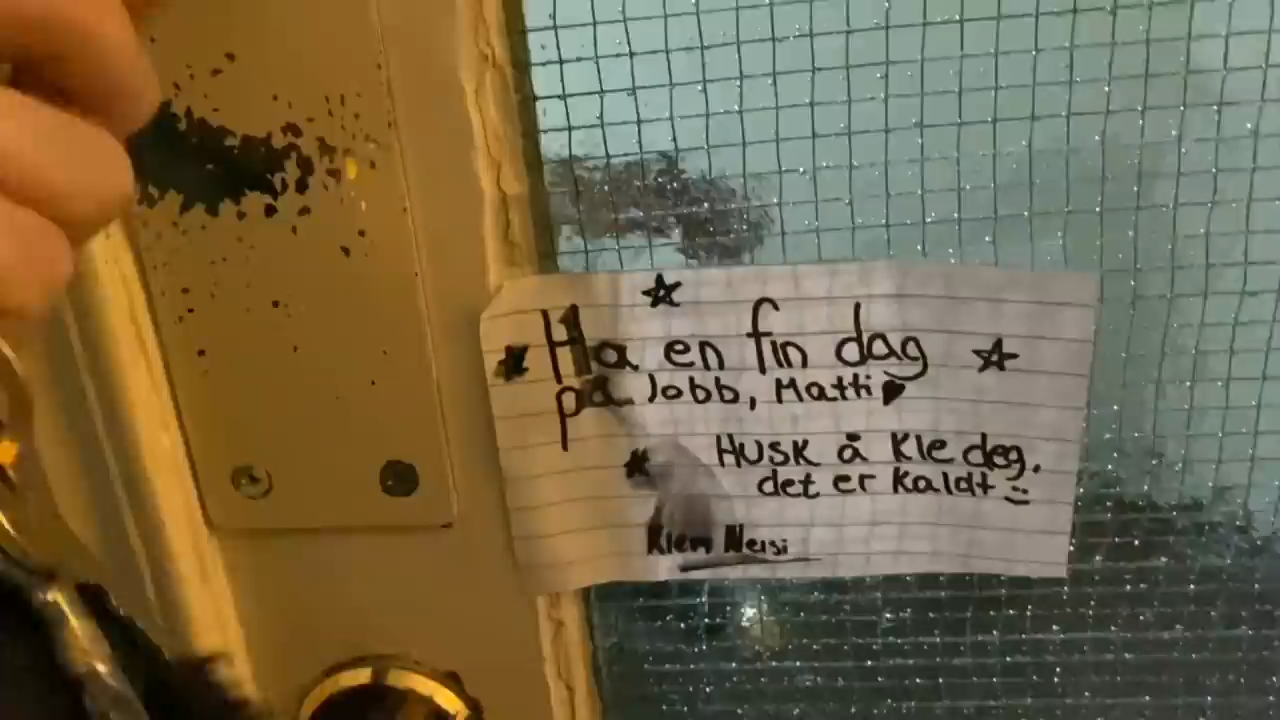 Ha en fin dag
på Jobb, Matti
HUSK å Kle deg.
det er Kaldt
Klem Neisi